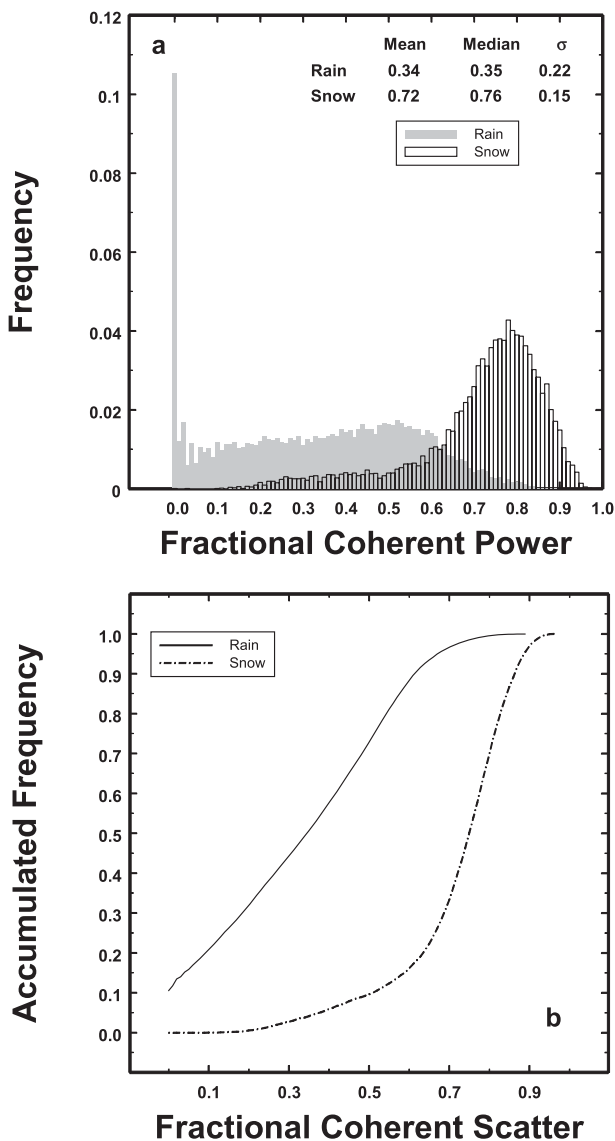 a
Mean Median σ
Rain 0.34 0.35 0.22
Snow 0.72 0.76 0.15
Rain
Snow
Frequency
0.12
0.1
0.08
0.06
0.04
0.02
0
0.0 0.1 0.2 0.3 0.4 0.5 0.6 0.7 0.8 0.9 1.0
Fractional Coherent Power
Accumulated Frequency
1.0
0.9
0.8
0.7
0.6
0.5
0.4
0.3
0.2
0.1
0.0
Rain
Snow
b
0.1 0.3 0.5 0.7 0.9
Fractional Coherent Scatter